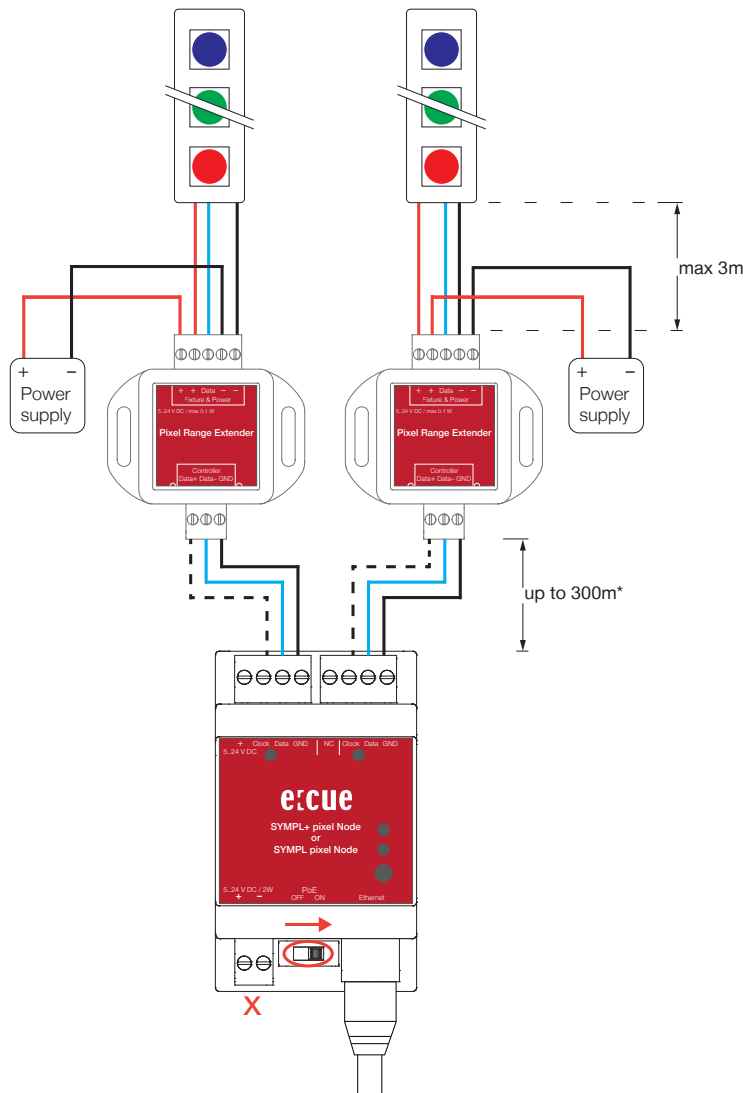 max 3m
+ −
Power
supply
+ −
Power
supply
+ + Data − −
Fixture & Power
5..24 V DC / max 0.1 W
Pixel Range Extender
Controller
Data+ Data− GND
+ + Data − −
Fixture & Power
5..24 V DC / max 0.1 W
Pixel Range Extender
Controller
Data+ Data− GND
up to 300m*
+ Clock Data GND NC Clock Data GND
5..24 V DC
e:cue
SYMPL+ pixel Node
or
SYMPL pixel Node
5..24 V DC / 2W
+ −
PoE
OFF ON
Ethernet
X